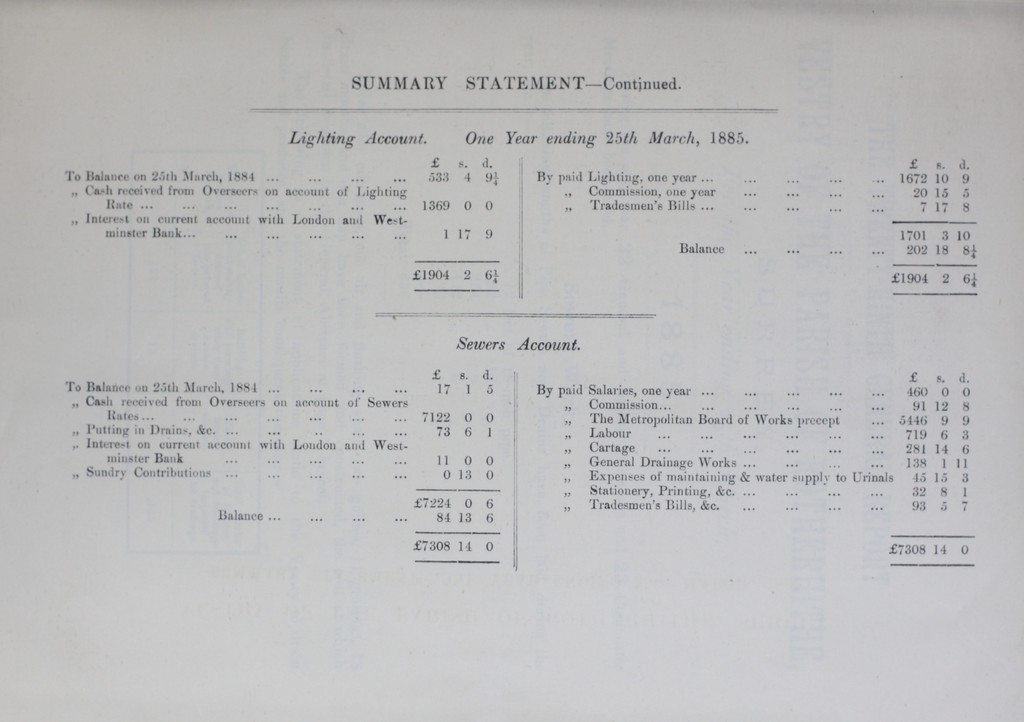 SUMMARY STATEMENT—Continued.
Lighting Account. One Year ending 25th March, 1885.
£ s. d.
To Balance on 25th March, 1884 ... ... ... ... 533 4 9¼
„ Cash received from Overseers on account of Lighting
Rate ... ... ... ... ... ... ... 1369 0 0
„ Interest on current account with London and West-
minster Bank... ... ... ... ... ... 1 17 9
£1904 2 6¼
£ s. d.
By paid Lighting, one year ... ... ... ... ... 1672 10 9
„ Commission, one year ... ... ... ... 20 15 5
„ Tradesmen's Bills ... ... ... ... ... 7 17 8
1701 3 10
Balance ... ... ... ... 202 18 8¼
£1904 2 6¼
Sewers Account.
£ s. d.
To Balance on 25th March, 1884 ... ... ... ... 17 1 5
„ Cash received from Overseers on account of Sewers
Rates... ... ... ... ... ... ... 7122 0 0
„ Putting in Drains, &c. ... ... ... ... ... 73 6 1
„ Interest on current account with London and West-
minster Bank ... ... ... ... ... 11 0 0
„ Sundry Contributions ... ... ... ... ... 0 13 0
£7224 0 6
Balance ... ... ... ... 84 13 6
£7308 14 0
£ s. d.
By paid Salaries, one year ... ... ... ... ... 460 0 0
„ Commission... ... ... ... ... ... 91 12 8
„ The Metropolitan Board of Works precept ... 5446 9 9
„ Labour ... ... ... ... ... ... 719 6 3
„ Cartage ... ... ... ... ... ... 281 14 6
„ General Drainage Works ... ... ... ... 138 1 11
„ Expenses of maintaining & water supply to Urinals 45 15 3
„ Stationery, Printing, &c. ... ... ... ... 32 8 1
„ Tradesmen's Bills, &c. ... ... ... ... 93 5 7
£7308 14 0